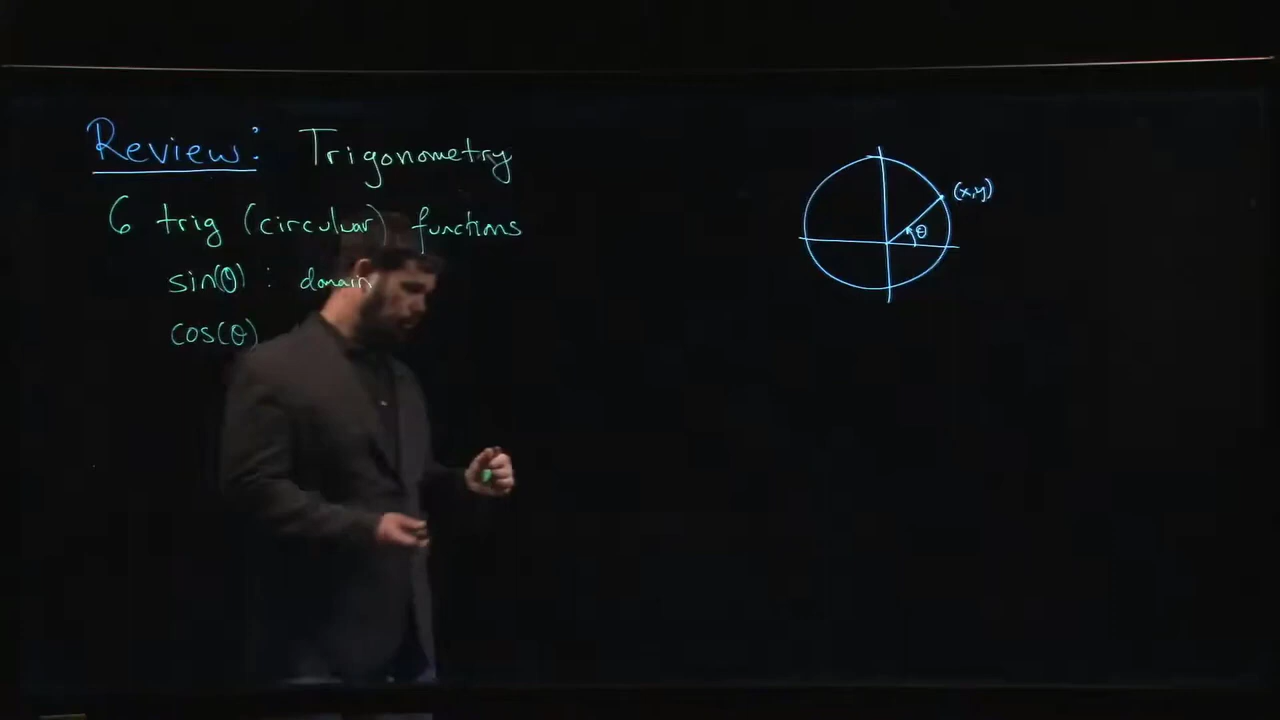 Review: Trigonometry
6 trig (circular) functions
sin(θ) : domain
cos(θ)
(x,y)
θ